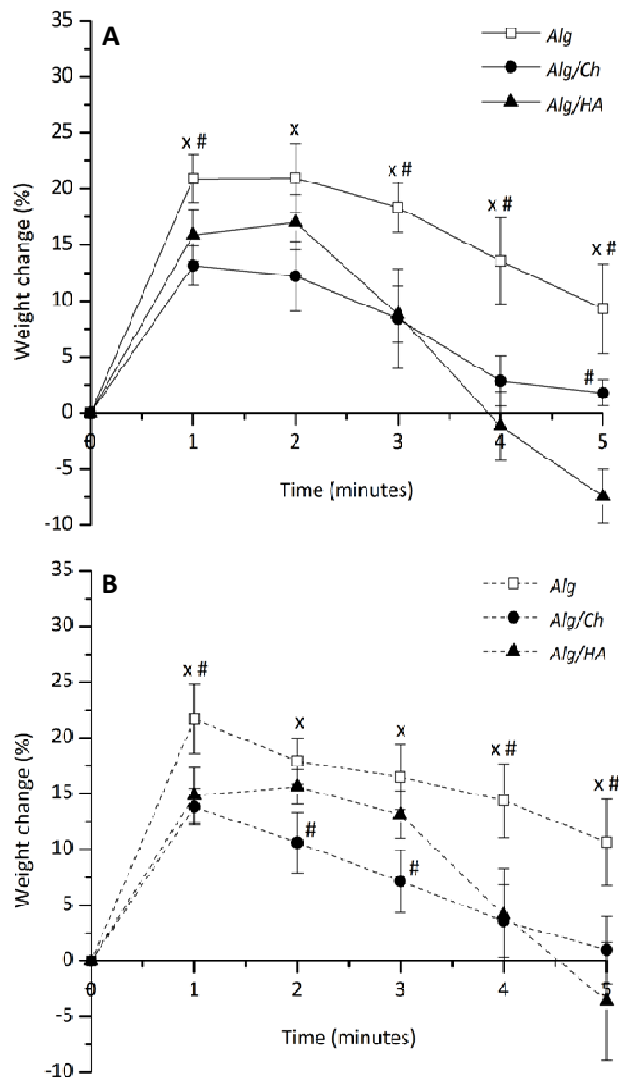 A
35
30
25
20
15
10
5
0
-5
-10
Weight change (%)
Alg
Alg/Ch
Alg/HA
x #
x
x #
x #
x #
#
0 1 2 3 4 5
Time (minutes)
B
35
30
25
20
15
10
5
0
-5
-10
Weight change (%)
Alg
Alg/Ch
Alg/HA
x #
x
x
x #
x #
#
#
0 1 2 3 4 5
Time (minutes)